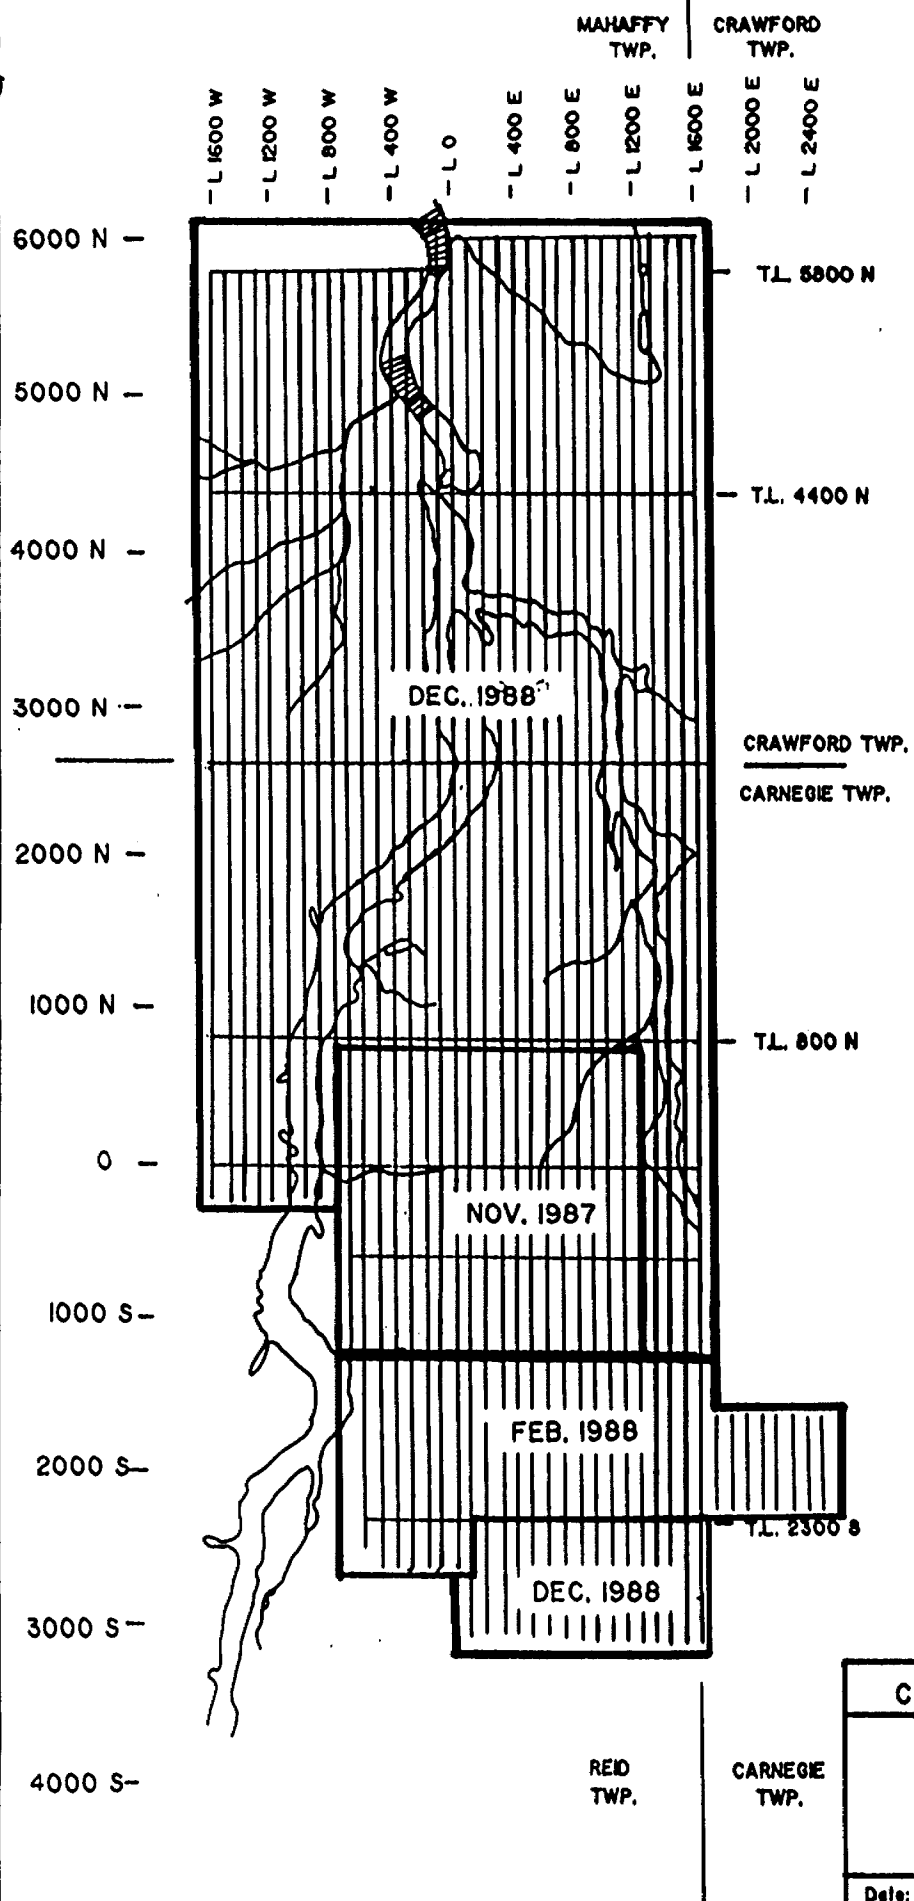 MAHAFFY
TWP.
CRAWFORD
TWP.
L 1600 W
L 1200 W
L 800 W
L 400 W
L 0
L 400 E
L 800 E
L 1200 E
L 1600 E
L 2000 E
L 2400 E
6000 N
T.L. 5800 N
5000 N
T.L. 4400 N
4000 N
DEC. 1988
3000 N
CRAWFORD TWP.
CARNEGIE TWP.
2000 N
1000 N
T.L. 800 N
0
NOV. 1987
1000 S
FEB. 1988
2000 S
T.L. 2300 S
DEC. 1988
3000 S
4000 S
REID
TWP.
CARNEGIE
TWP.
C
Date: